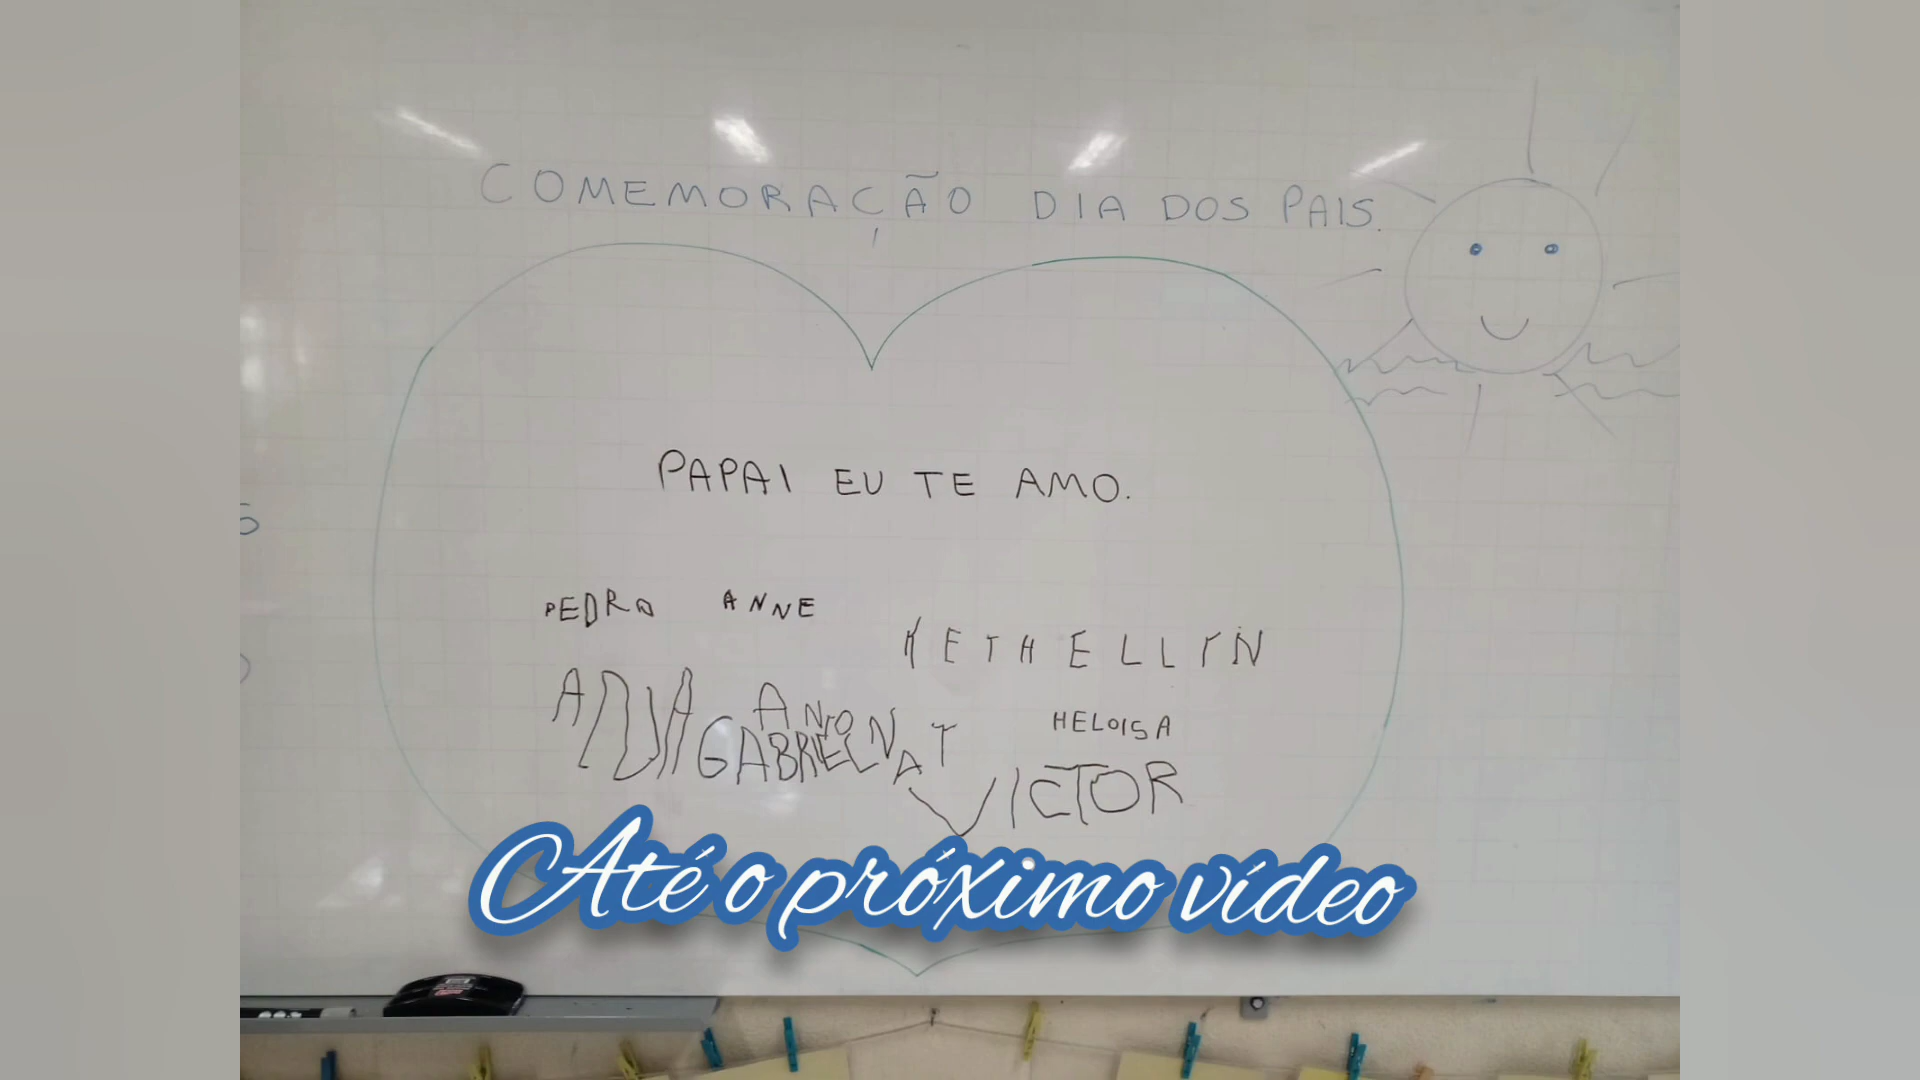 COMEMORAÇÃO DIA DOS PAIS.
PAPAI EU TE AMO.
PEDRO ANNE
KETHELLYN
HELOISA
GABRIEL
VICTOR
Até o próximo vídeo